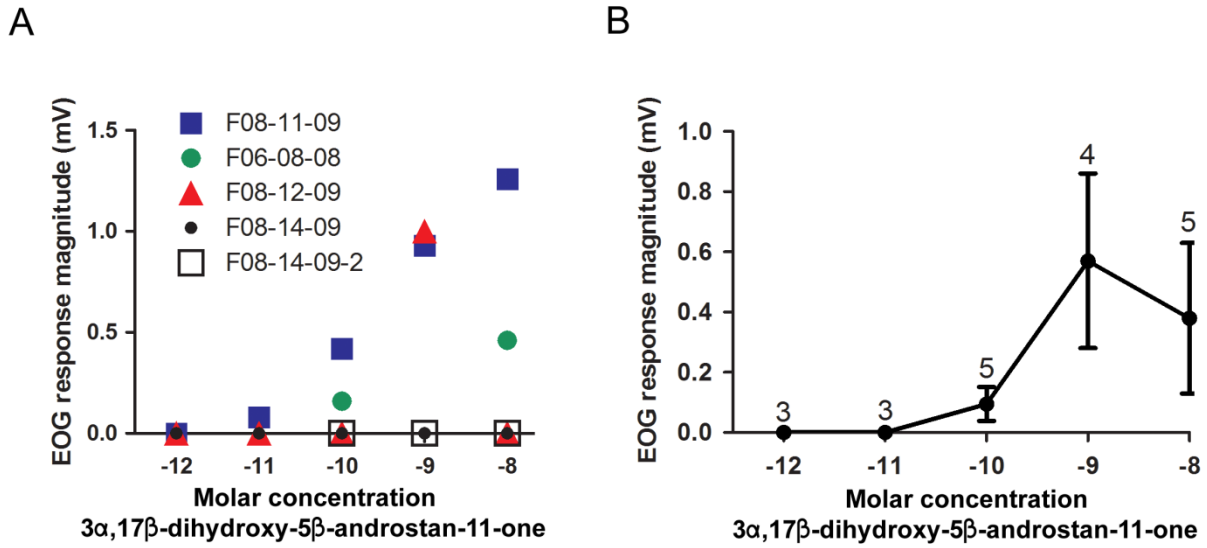 A
EOG response magnitude (mV)
1.5
1.0
0.5
0.0
F08-11-09
F06-08-08
F08-12-09
F08-14-09
F08-14-09-2
-12 -11 -10 -9 -8
Molar concentration
3α,17β-dihydroxy-5β-androstan-11-one
B
EOG response magnitude (mV)
1.0
0.8
0.6
0.4
0.2
0.0
3 3 5 4 5
-12 -11 -10 -9 -8
Molar concentration
3α,17β-dihydroxy-5β-androstan-11-one